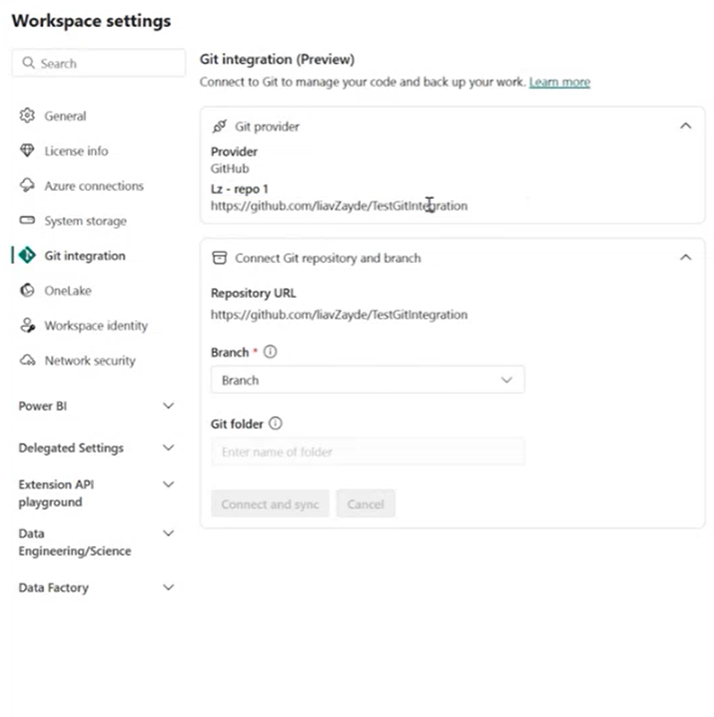 Workspace settings
Search
General
License info
Azure connections
System storage
Git integration
OneLake
Workspace identity
Network security
Power BI
Delegated Settings
Extension API
playground
Data
Engineering/Science
Data Factory
Git integration (Preview)
Connect to Git to manage your code and back up your work. Learn more
Git provider
Provider
GitHub
Lz - repo 1
https://github.com/liavZayde/TestGitIntegration
Connect Git repository and branch
Repository URL
https://github.com/liavZayde/TestGitIntegration
Branch *
Branch
Git folder
Enter name of folder
Connect and sync Cancel